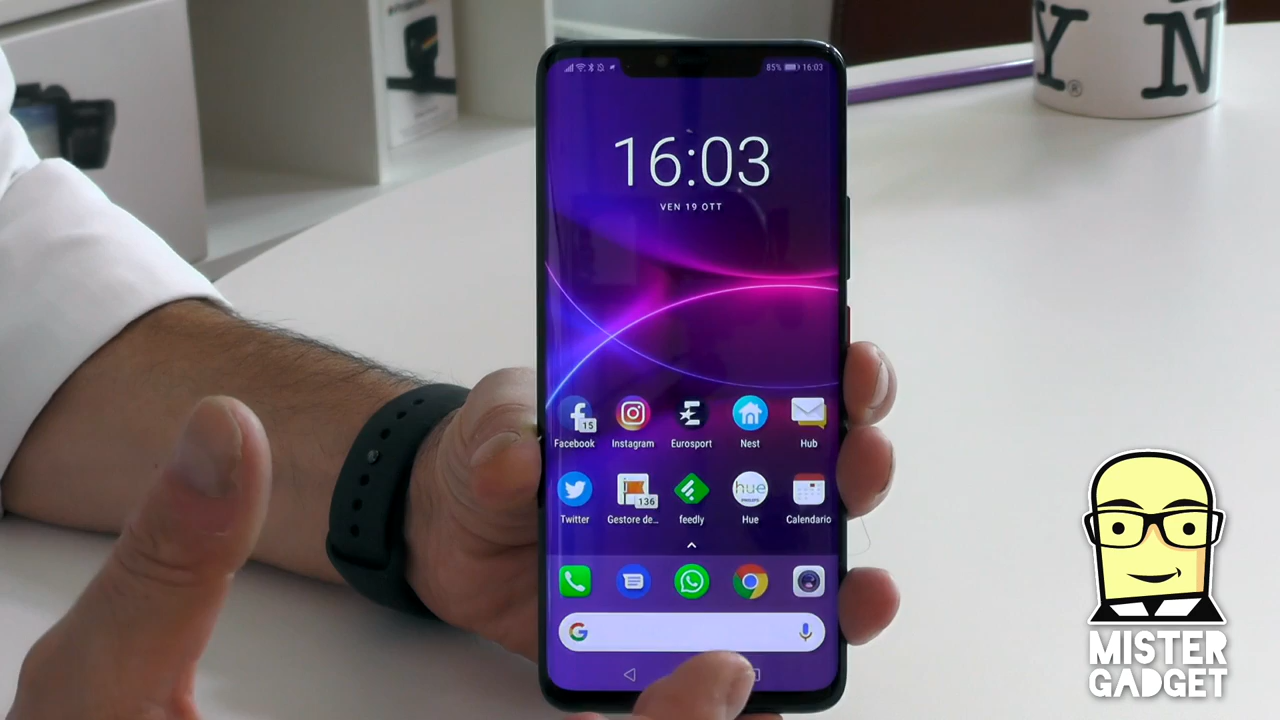 85% 16:03
16:03
VEN 19 OTT
15
Facebook Instagram Eurosport Nest Hub
136
hue
Twitter Gestore de... feedly Hue Calendario
Y® N
MISTER
GADGET